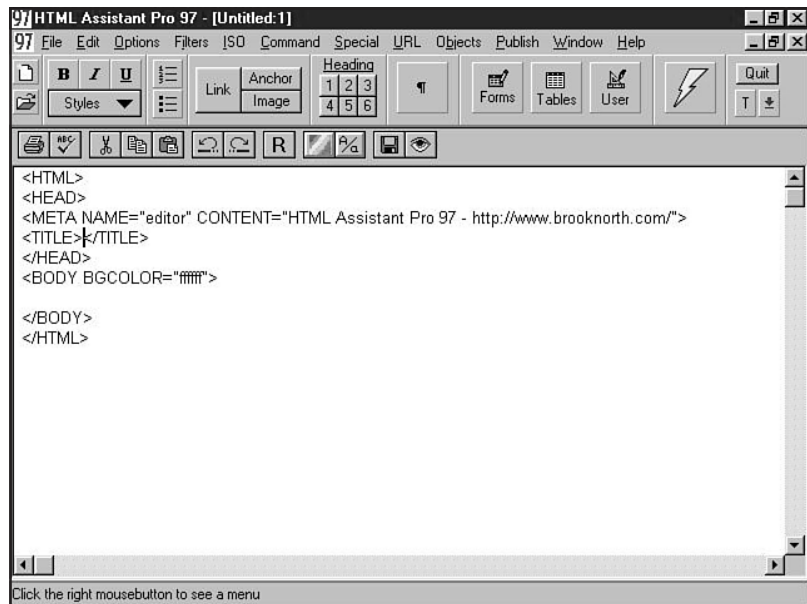 97 HTML Assistant Pro 97 - [Untitled:1]
97 File Edit Options Filters ISO Command Special URL Objects Publish Window Help
B I U Link Anchor Heading ¶ Forms Tables User Quit
Styles Image 1 2 3 T
4 5 6
ABC R A/a
<HTML>
<HEAD>
<META NAME="editor" CONTENT="HTML Assistant Pro 97 - http://www.brooknorth.com/">
<TITLE></TITLE>
</HEAD>
<BODY BGCOLOR="ffffff">
</BODY>
</HTML>
Click the right mousebutton to see a menu